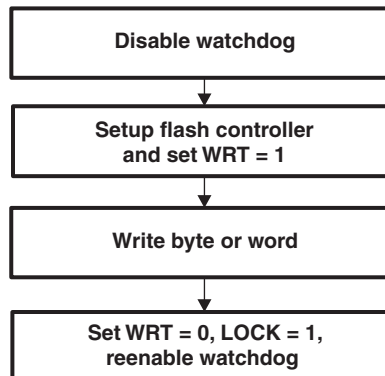 Disable watchdog
Setup flash controller
and set WRT = 1
Write byte or word
Set WRT = 0, LOCK = 1,
reenable watchdog